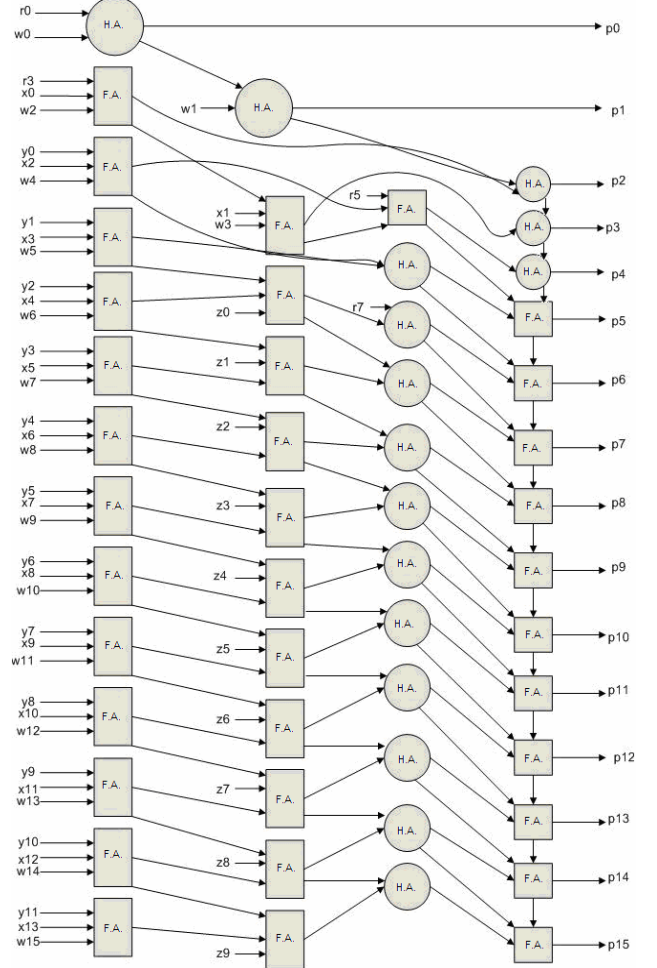 r0
w0
H.A.
p0
r3
x0
w2
F.A.
w1
H.A.
p1
y0
x2
w4
F.A.
H.A.
p2
x1
w3
F.A.
r5
F.A.
H.A.
p3
y1
x3
w5
F.A.
H.A.
H.A.
p4
y2
x4
w6
F.A.
z0
F.A.
r7
H.A.
F.A.
p5
y3
x5
w7
F.A.
z1
F.A.
H.A.
F.A.
p6
y4
x6
w8
F.A.
z2
F.A.
H.A.
F.A.
p7
y5
x7
w9
F.A.
z3
F.A.
H.A.
F.A.
p8
y6
x8
w10
F.A.
z4
F.A.
H.A.
F.A.
p9
y7
x9
w11
F.A.
z5
F.A.
H.A.
F.A.
p10
y8
x10
w12
F.A.
z6
F.A.
H.A.
F.A.
p11
y9
x11
w13
F.A.
z7
F.A.
H.A.
F.A.
p12
y10
x12
w14
F.A.
z8
F.A.
H.A.
F.A.
p13
y11
x13
w15
F.A.
z9
F.A.
H.A.
F.A.
p14
F.A.
p15